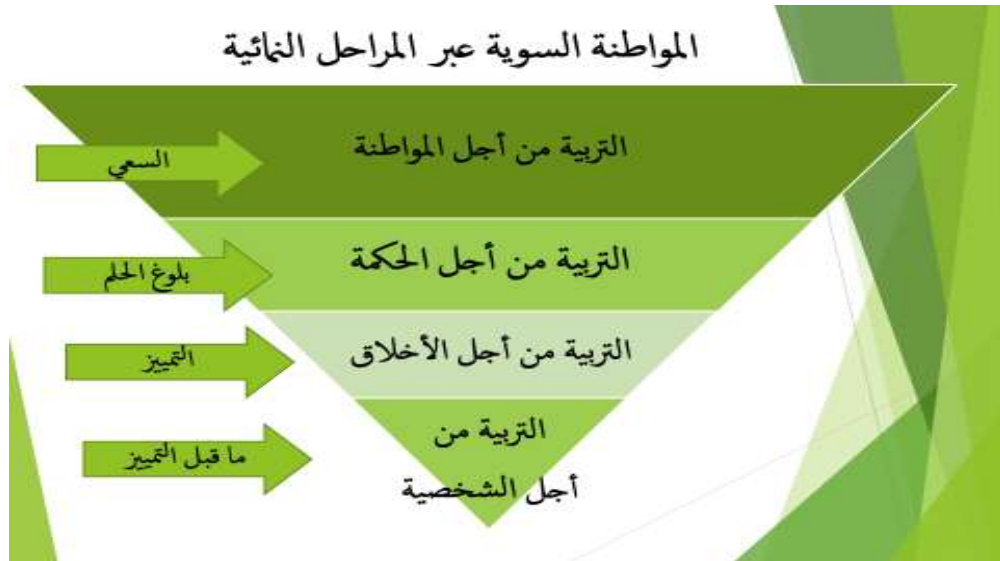 المواطنة السوية عبر المراحل النمائية
التربية من أجل المواطنة
السعي
التربية من أجل الحكمة
بلوغ الحلم
التربية من أجل الأخلاق
التمييز
التربية من
أجل الشخصية
ما قبل التمييز